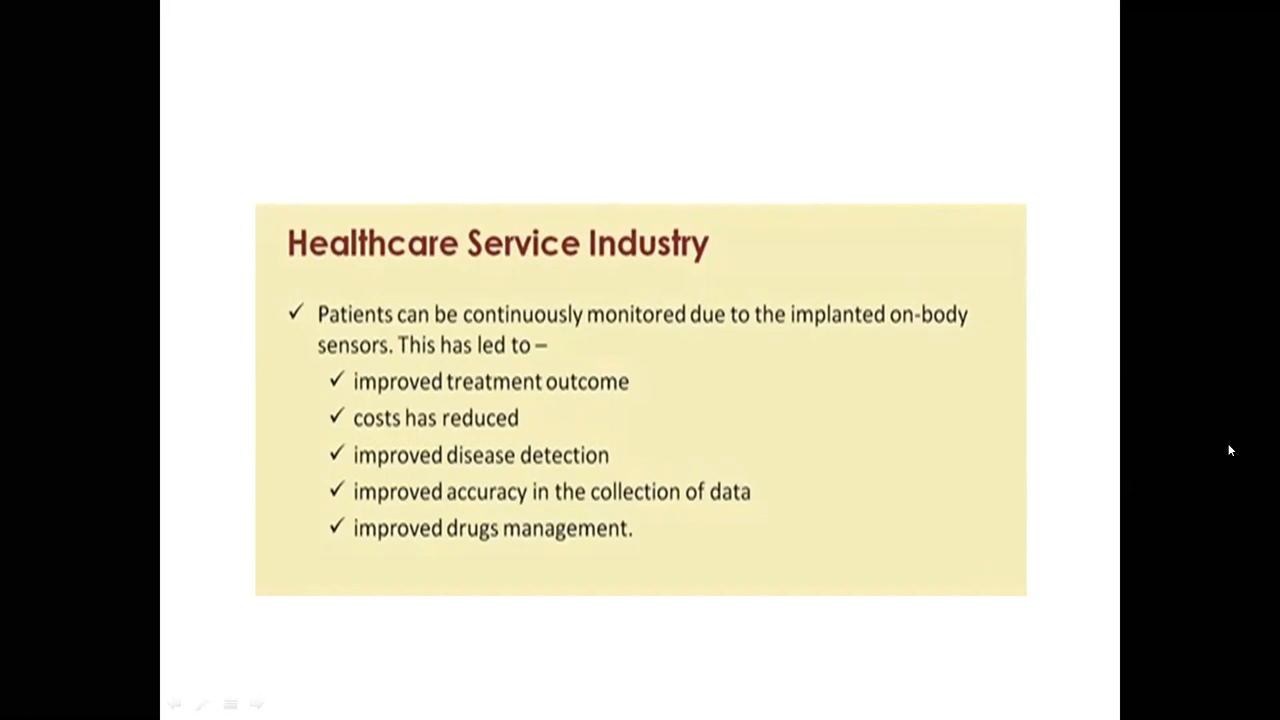 Healthcare Service Industry
✓ Patients can be continuously monitored due to the implanted on-body
sensors. This has led to –
✓ improved treatment outcome
✓ costs has reduced
✓ improved disease detection
✓ improved accuracy in the collection of data
✓ improved drugs management.